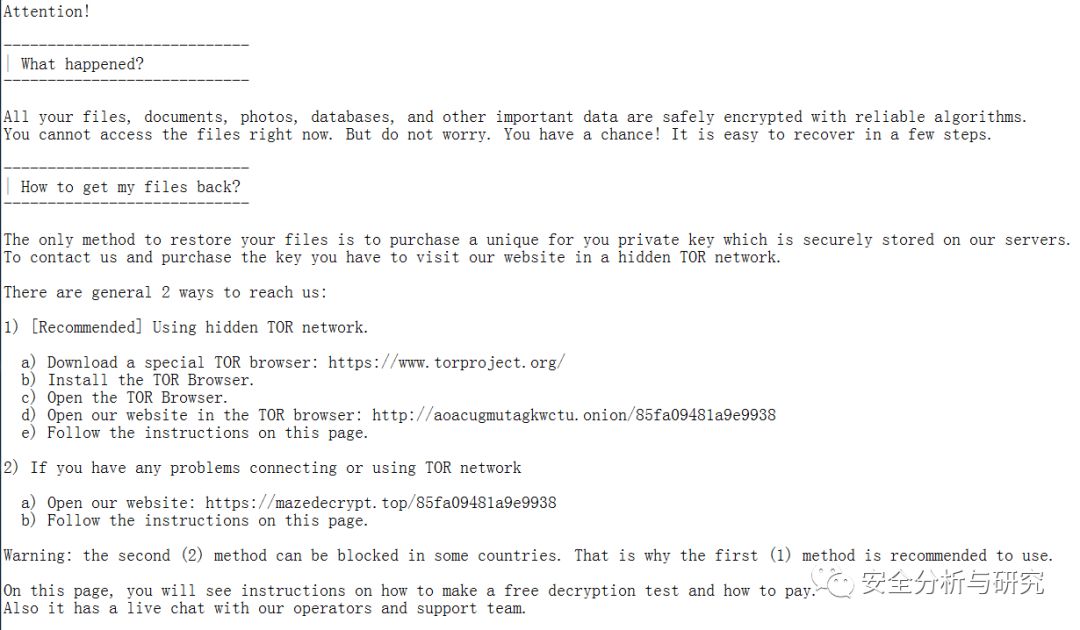 Attention!
----------------------------
| What happened?
----------------------------
All your files, documents, photos, databases, and other important data are safely encrypted with reliable algorithms.
You cannot access the files right now. But do not worry. You have a chance! It is easy to recover in a few steps.
----------------------------
| How to get my files back?
----------------------------
The only method to restore your files is to purchase a unique for you private key which is securely stored on our servers.
To contact us and purchase the key you have to visit our website in a hidden TOR network.
There are general 2 ways to reach us:
1) [Recommended] Using hidden TOR network.
a) Download a special TOR browser: https://www.torproject.org/
b) Install the TOR Browser.
c) Open the TOR Browser.
d) Open our website in the TOR browser: http://aoacugmutagkwctu.onion/85fa09481a9e9938
e) Follow the instructions on this page.
2) If you have any problems connecting or using TOR network
a) Open our website: https://mazedecrypt.top/85fa09481a9e9938
b) Follow the instructions on this page.
Warning: the second (2) method can be blocked in some countries. That is why the first (1) method is recommended to use.
On this page, you will see instructions on how to make a free decryption test and how to pay.
Also it has a live chat with our operators and support team.
安全分析与研究